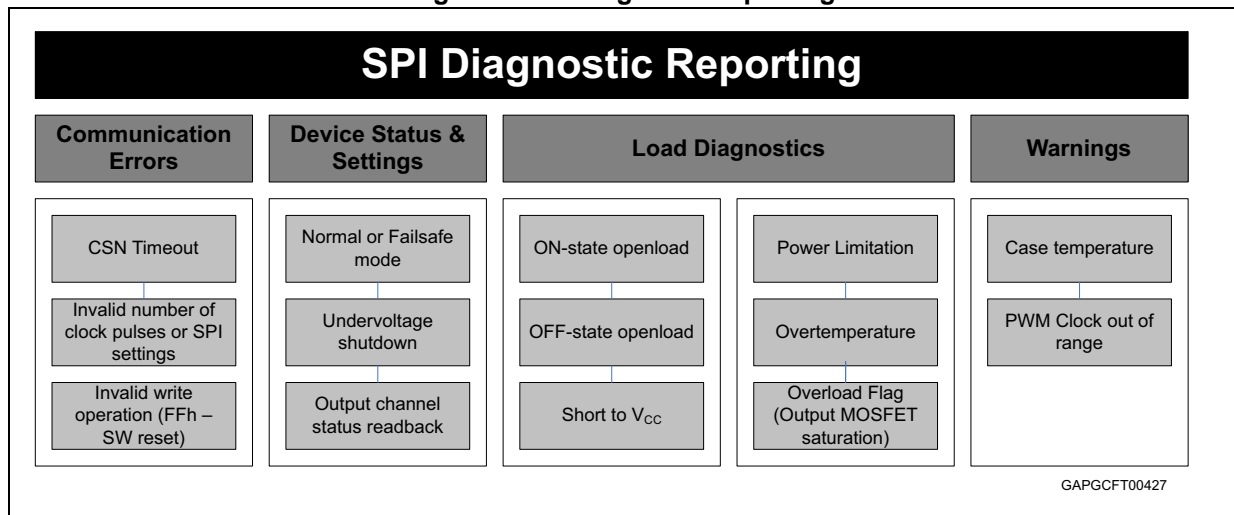 SPI Diagnostic Reporting
Communication
Errors
Device Status &
Settings
Load Diagnostics
Warnings
CSN Timeout
Invalid number of
clock pulses or SPI
settings
Invalid write
operation (FFh –
SW reset)
Normal or Failsafe
mode
Undervoltage
shutdown
Output channel
status readback
ON-state openload
OFF-state openload
Short to VCC
Power Limitation
Overtemperature
Overload Flag
(Output MOSFET
saturation)
Case temperature
PWM Clock out of
range
GAPGCFT00427